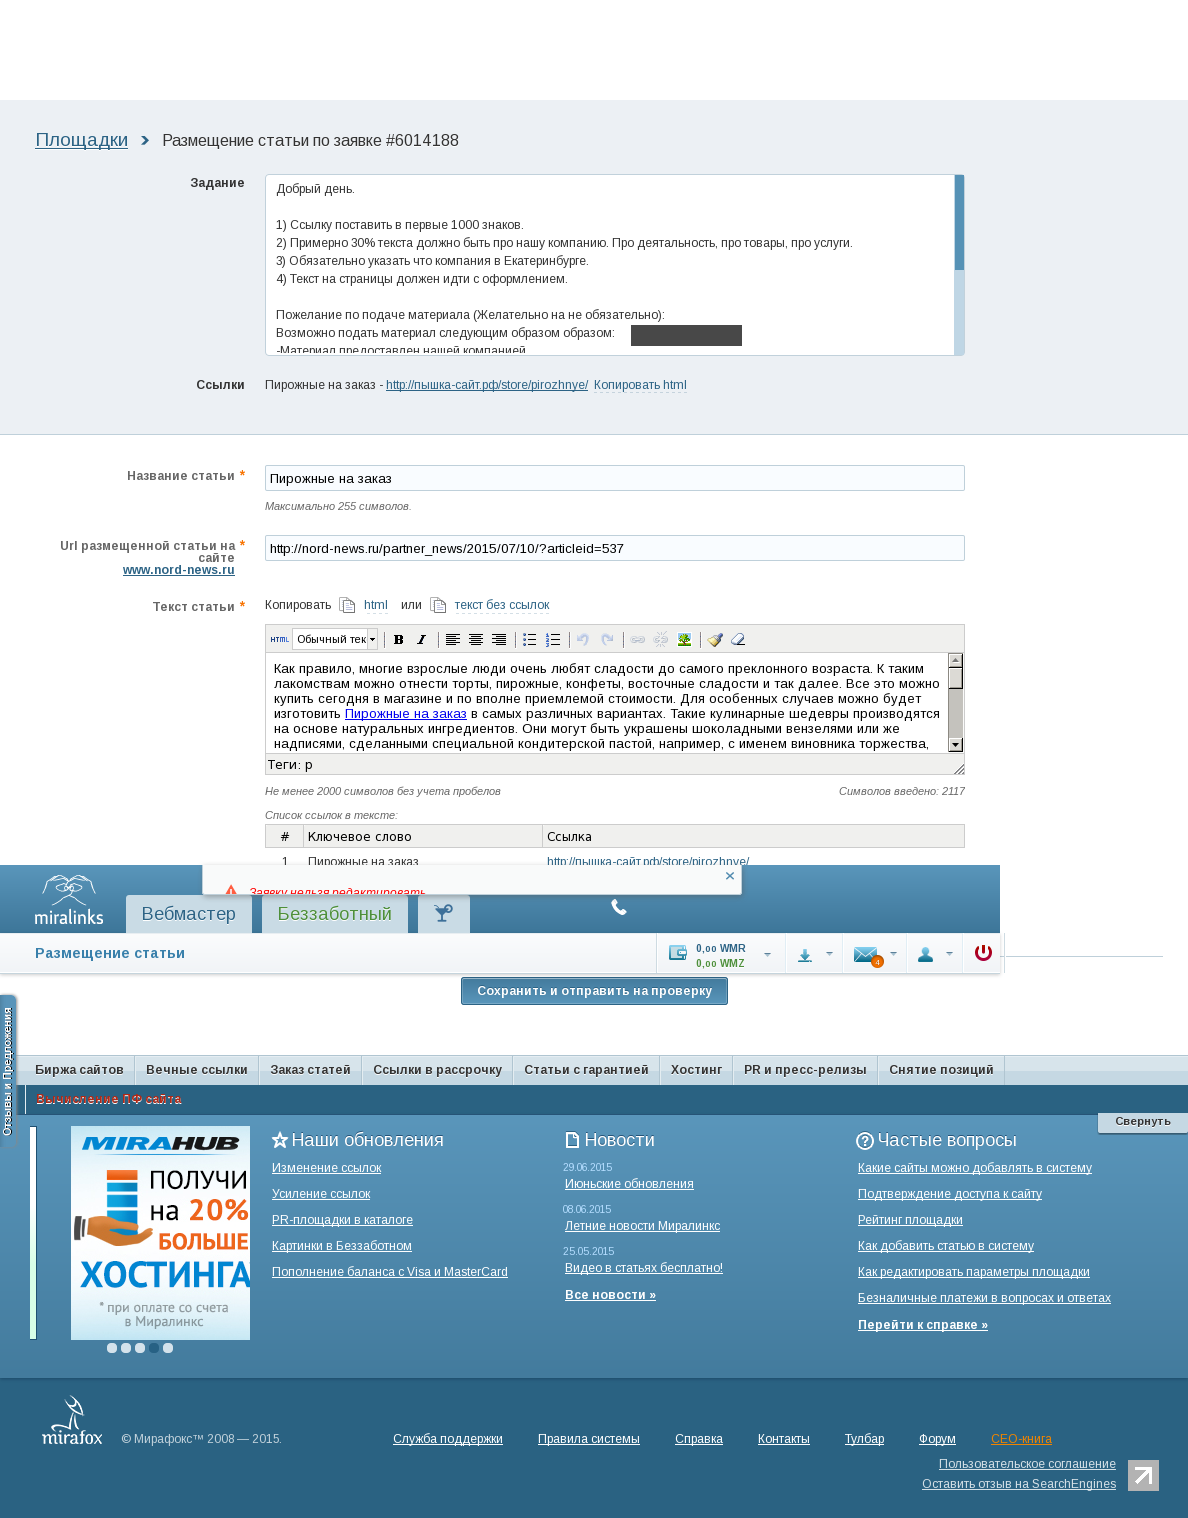 Площадки
Размещение статьи по заявке #6014188
Задание
Добрый день.
1) Ссылку поставить в первые 1000 знаков.
2) Примерно 30% текста должно быть про нашу компанию. Про деятальность, про товары, про услуги.
3) Обязательно указать что компания в Екатеринбурге.
4) Текст на страницы должен идти с оформлением.
Пожелание по подаче материала (Желательно на не обязательно):
Возможно подать материал следующим образом образом:
-Материал предоставлен нашей компанией
Ссылки
Пирожные на заказ - http://пышка-сайт.рф/store/pirozhnye/ Копировать html
Название статьи *
Пирожные на заказ
Максимально 255 символов.
Url размещенной статьи на *
сайте
www.nord-news.ru
http://nord-news.ru/partner_news/2015/07/10/?articleid=537
Текст статьи *
Копировать html или текст без ссылок
HTML Обычный тек B I
Как правило, многие взрослые люди очень любят сладости до самого преклонного возраста. К таким
лакомствам можно отнести торты, пирожные, конфеты, восточные сладости и так далее. Все это можно
купить сегодня в магазине и по вполне приемлемой стоимости. Для особенных случаев можно будет
изготовить Пирожные на заказ в самых различных вариантах. Такие кулинарные шедевры производятся
на основе натуральных ингредиентов. Они могут быть украшены шоколадными вензелями или же
надписями, сделанными специальной кондитерской пастой, например, с именем виновника торжества,
Теги: p
Не менее 2000 символов без учета пробелов
Символов введено: 2117
Список ссылок в тексте:
# Ключевое слово Ссылка
1 Пирожные на заказ http://пышка-сайт.рф/store/pirozhnye/
Заявку нельзя редактировать
miralinks
Вебмастер
Беззаботный
Размещение статьи
0,00 WMR
0,00 WMZ
4
Сохранить и отправить на проверку
Отзывы и Предложения
Биржа сайтов
Вечные ссылки
Заказ статей
Ссылки в рассрочку
Статьи с гарантией
Хостинг
PR и пресс-релизы
Снятие позиций
Вычисление ПФ сайта
Свернуть
MIRAHUB
ПОЛУЧИ
на 20%
БОЛЬШЕ
ХОСТИНГА
* при оплате со счета
в Миралинкс
Наши обновления
Изменение ссылок
Усиление ссылок
PR-площадки в каталоге
Картинки в Беззаботном
Пополнение баланса с Visa и MasterCard
Новости
29.06.2015
Июньские обновления
08.06.2015
Летние новости Миралинкс
25.05.2015
Видео в статьях бесплатно!
Все новости »
Частые вопросы
Какие сайты можно добавлять в систему
Подтверждение доступа к сайту
Рейтинг площадки
Как добавить статью в систему
Как редактировать параметры площадки
Безналичные платежи в вопросах и ответах
Перейти к справке »
mirafox
© Мирафокс™ 2008 — 2015.
Служба поддержки
Правила системы
Справка
Контакты
Тулбар
Форум
СЕО-книга
Пользовательское соглашение
Оставить отзыв на SearchEngines